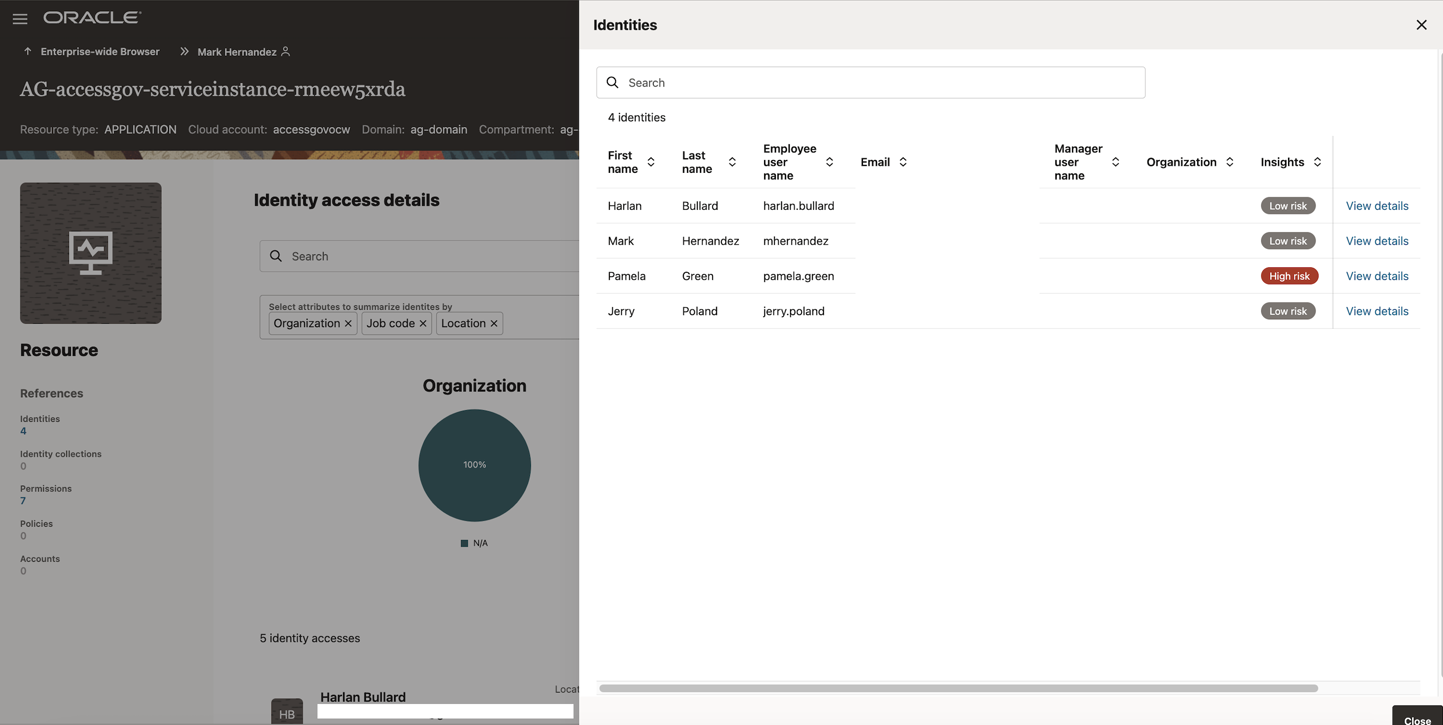 ORACLE
Enterprise-wide Browser
Mark Hernandez
AG-accessgov-serviceinstance-rmeew5xrda
Resource type: APPLICATION Cloud account: accessgovocw Domain: ag-domain Compartment: ag-
Resource
References
Identities
4
Identity collections
0
Permissions
7
Policies
0
Accounts
0
Identity access details
Search
Select attributes to summarize identites by
Organization × Job code × Location ×
Organization
100%
N/A
5 identity accesses
HB
Harlan Bullard
Locat
Identities
Search
4 identities
First name Last name Employee user name Email Manager user name Organization Insights
Harlan Bullard harlan.bullard Low risk View details
Mark Hernandez mhernandez Low risk View details
Pamela Green pamela.green High risk View details
Jerry Poland jerry.poland Low risk View details
Close